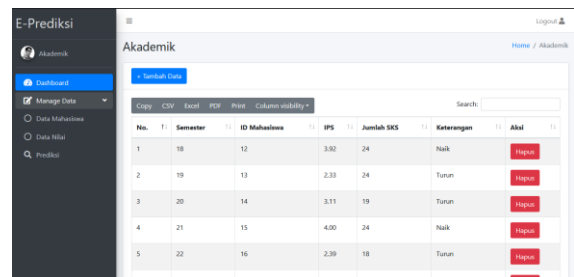 E-Prediksi
Logout
Akademik
Akademik
Home / Akademik
Dashboard
+ Tambah Data
Manage Data
Data Mahasiswa
Data Nilai
Prediksi
Copy CSV Excel PDF Print Column visibility
Search:
No. Semester ID Mahasiswa IPS Jumlah SKS Keterangan Aksi
1 18 12 3.92 24 Naik Hapus
2 19 13 2.33 24 Turun Hapus
3 20 14 3.11 19 Turun Hapus
4 21 15 4.00 24 Naik Hapus
5 22 16 2.39 18 Turun Hapus